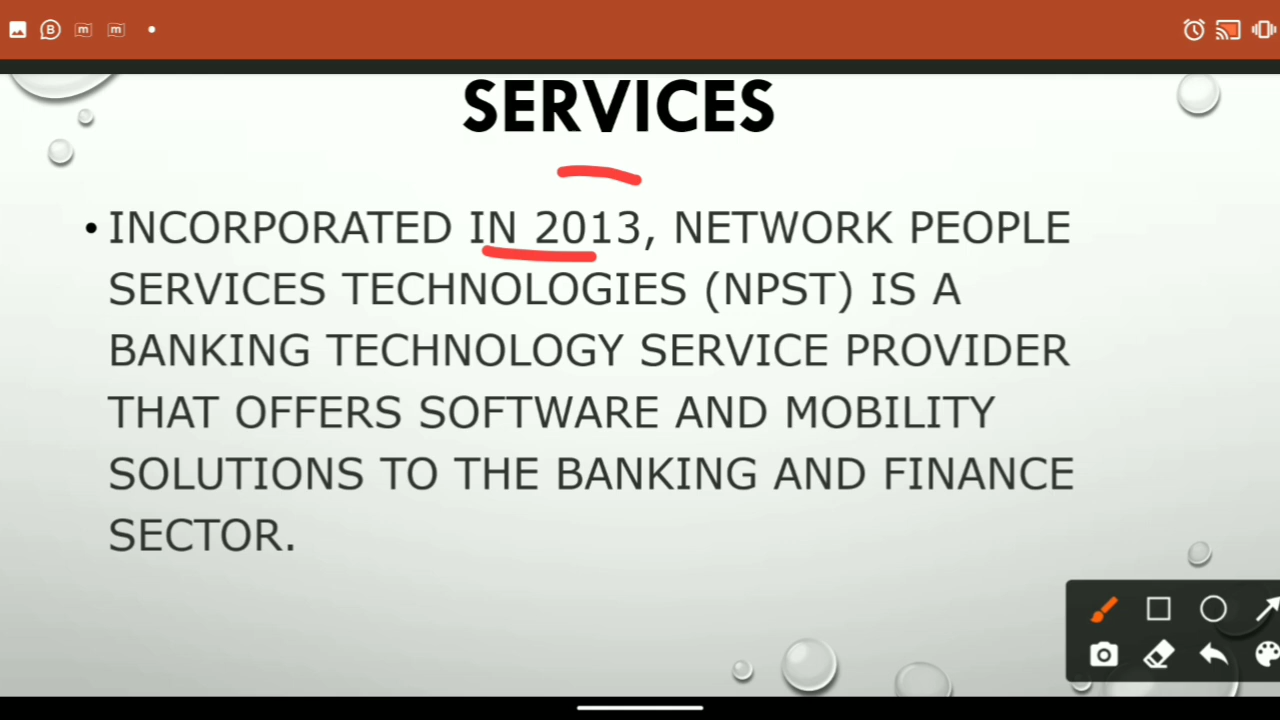 SERVICES
• INCORPORATED IN 2013, NETWORK PEOPLE
SERVICES TECHNOLOGIES (NPST) IS A
BANKING TECHNOLOGY SERVICE PROVIDER
THAT OFFERS SOFTWARE AND MOBILITY
SOLUTIONS TO THE BANKING AND FINANCE
SECTOR.